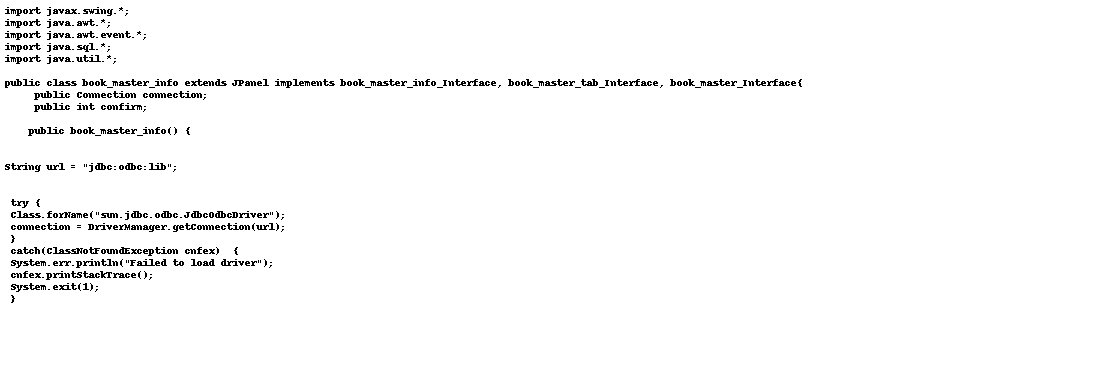 import javax.swing.*;
import java.awt.*;
import java.awt.event.*;
import java.sql.*;
import java.util.*;
public class book_master_info extends JPanel implements book_master_info_Interface, book_master_tab_Interface, book_master_Interface{
public Connection connection;
public int confirm;
public book_master_info() {
String url = "jdbc:odbc:lib";
try {
Class.forName("sun.jdbc.odbc.JdbcOdbcDriver");
connection = DriverManager.getConnection(url);
}
catch(ClassNotFoundException cnfex)  {
System.err.println("Failed to load driver");
cnfex.printStackTrace();
System.exit(1);
}